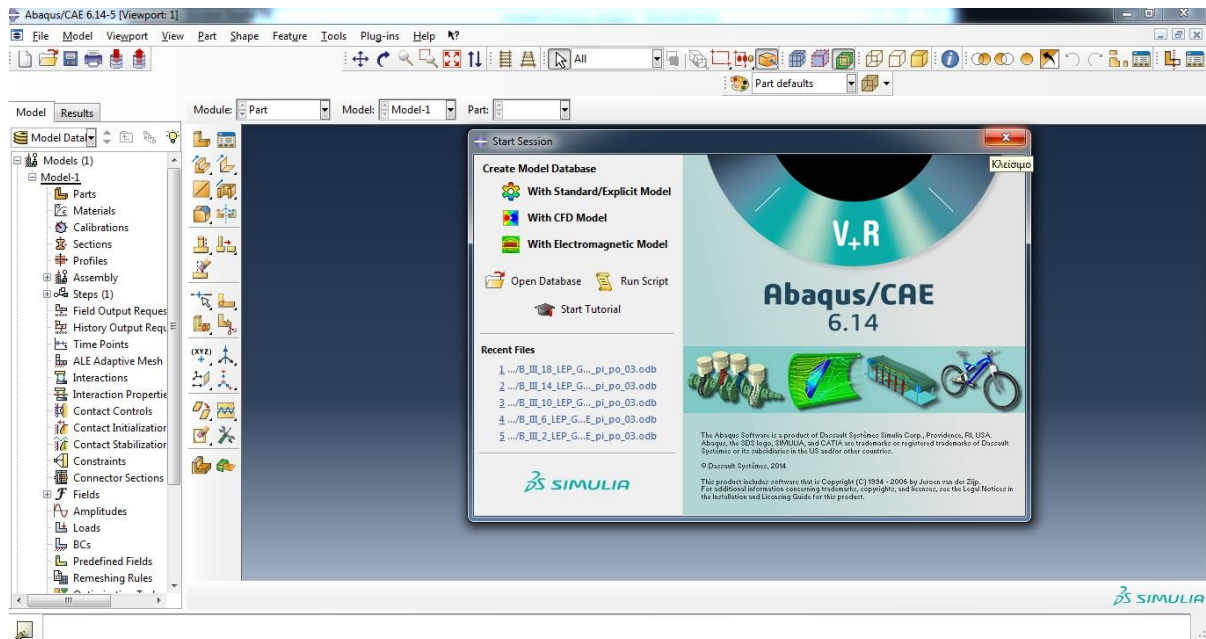 Abaqus/CAE 6.14-5 [Viewport: 1]
File Model Viewport View Part Shape Feature Tools Plug-ins Help
All
Part defaults
Model Results
Module: Part Model: Model-1 Part:
Model Datal
Models (1)
Model-1
Parts
Materials
Calibrations
Sections
Profiles
Assembly
Steps (1)
Field Output Reques
History Output Requ
Time Points
ALE Adaptive Mesh
Interactions
Interaction Propertie
Contact Controls
Contact Initialization
Contact Stabilization
Constraints
Connector Sections
Fields
Amplitudes
Loads
BCs
Predefined Fields
Remeshing Rules
(XYZ)
Start Session
Κλείσιμο
Create Model Database
With Standard/Explicit Model
With CFD Model
With Electromagnetic Model
Open Database Run Script
Start Tutorial
Recent Files
1 .../B_III_18_LEP_G..._pi_po_03.odb
2 .../B_III_14_LEP_G..._pi_po_03.odb
3 .../B_III_10_LEP_G..._pi_po_03.odb
4 .../B_III_6_LEP_G...E_pi_po_03.odb
5 .../B_III_2_LEP_G...E_pi_po_03.odb
SIMULIA
V+R
Abaqus/CAE
6.14
The Abaqus Software is a product of Dassault Systèmes Simulia Corp., Providence, RI, USA.
Abaqus, the 3DS logo, SIMULIA, and CATIA are trademarks or registered trademarks of Dassault
Systèmes or its subsidiaries in the US and/or other countries.
© Dassault Systèmes, 2014
This product includes software that is Copyright (C) 1994 - 2006 by Jeroen van der Zijp.
For additional information concerning trademarks, copyrights, and licenses, see the Legal Notices in
the Installation and Licensing Guide for this product.
SIMULIA